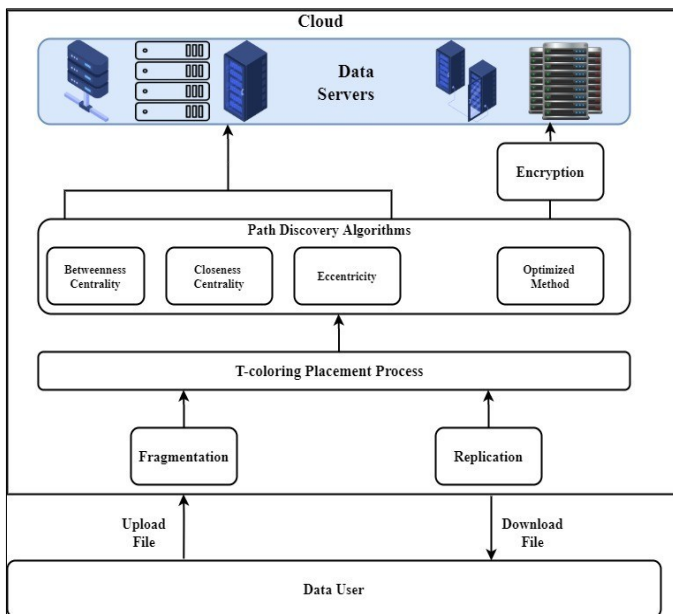 Cloud
Data
Servers
Encryption
Path Discovery Algorithms
Betweenness
Centrality
Closeness
Centrality
Eccentricity
Optimized
Method
T-coloring Placement Process
Fragmentation
Replication
Upload
File
Download
File
Data User